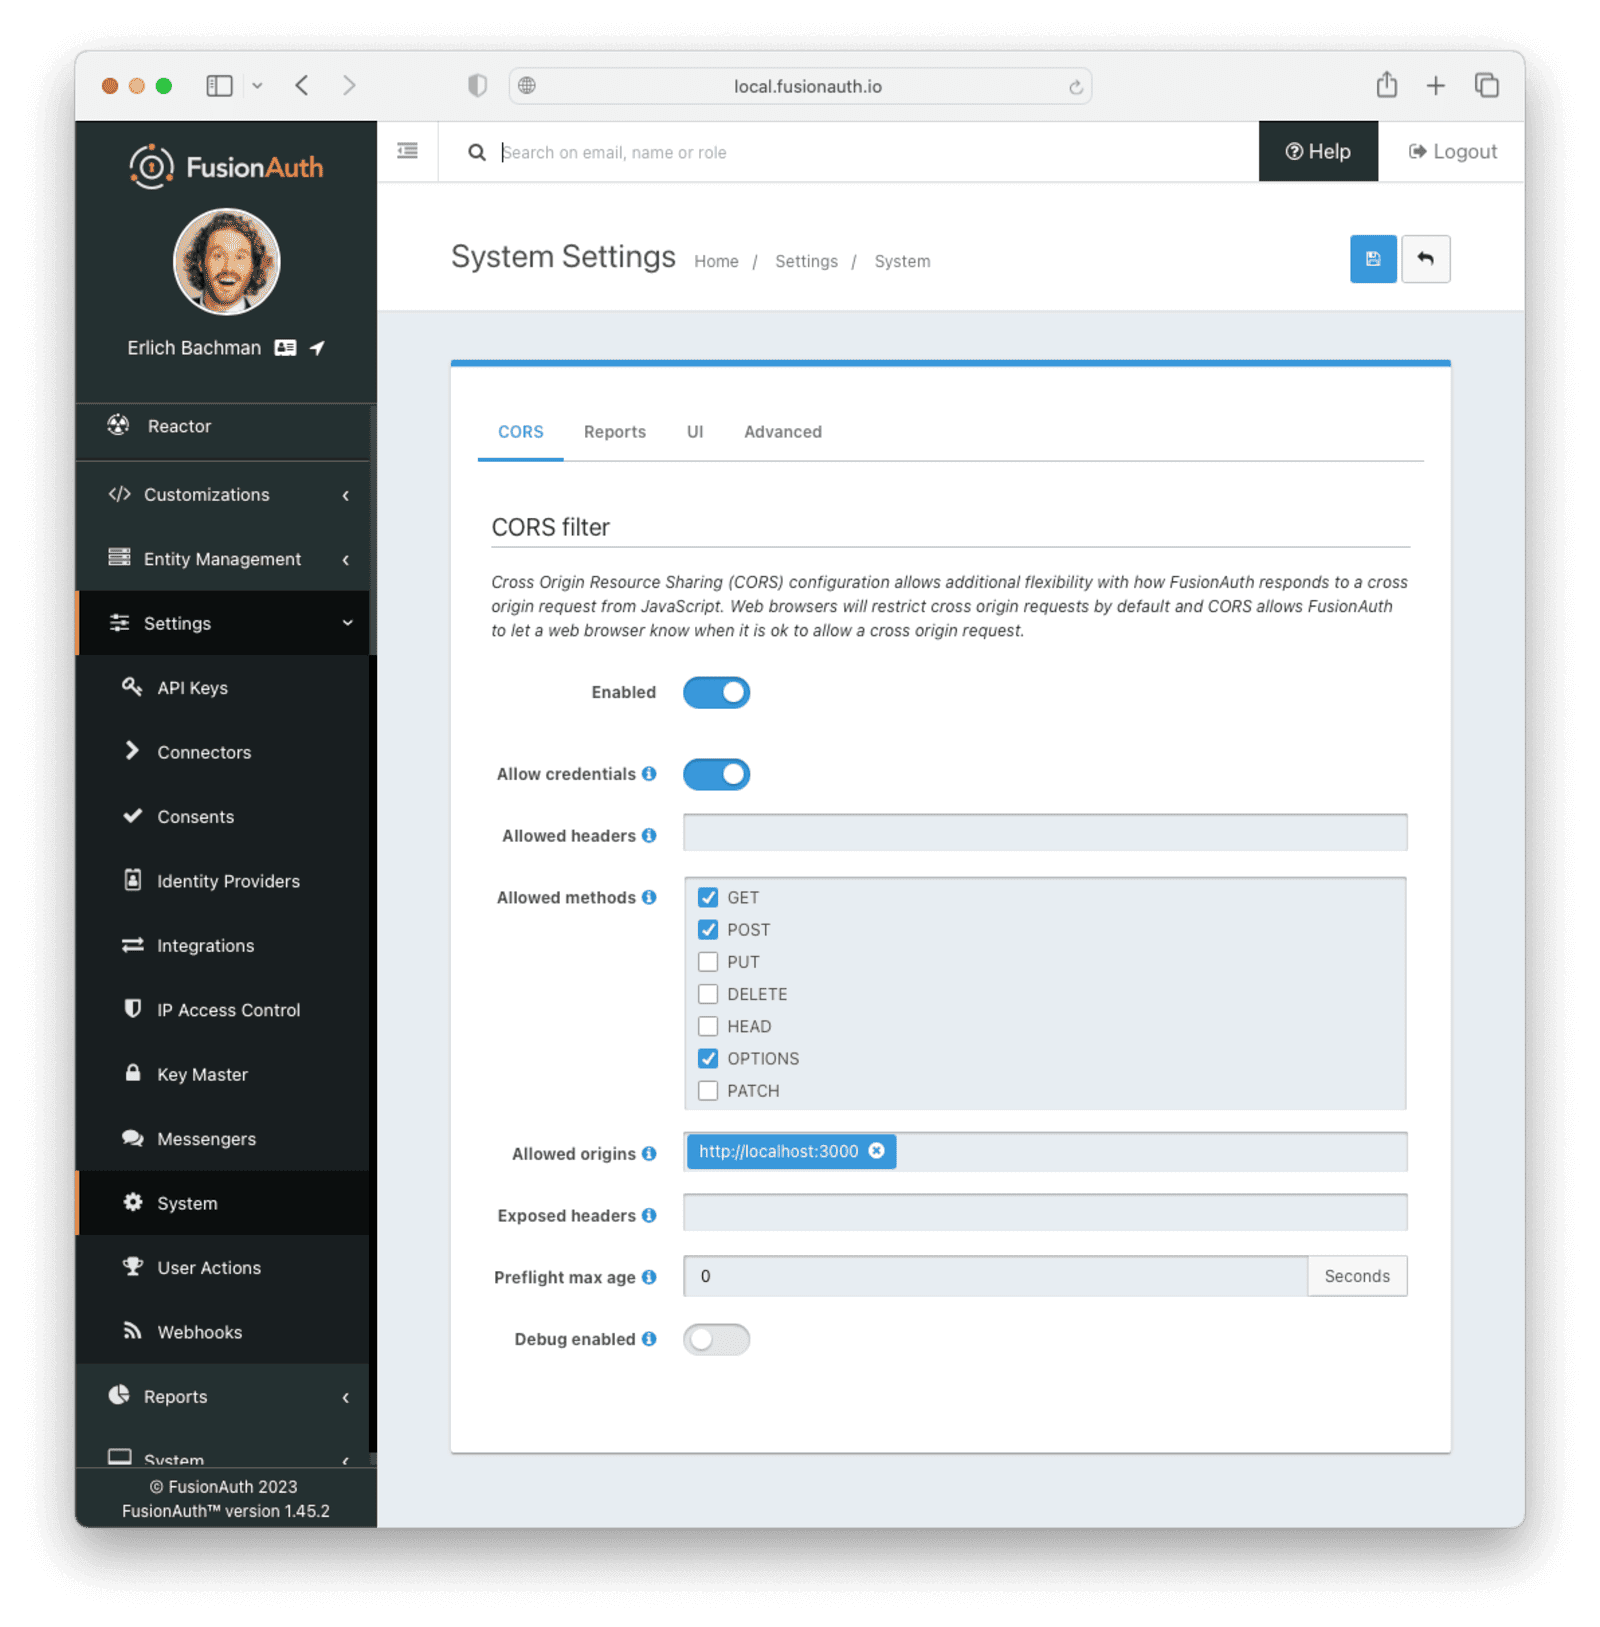 local.fusionauth.io
FusionAuth
Search on email, name or role
Help
Logout
Erlich Bachman
System Settings
Home / Settings / System
Reactor
Customizations
Entity Management
Settings
API Keys
Connectors
Consents
Identity Providers
Integrations
IP Access Control
Key Master
Messengers
System
User Actions
Webhooks
Reports
System
© FusionAuth 2023
FusionAuth™ version 1.45.2
CORS Reports UI Advanced
CORS filter
Cross Origin Resource Sharing (CORS) configuration allows additional flexibility with how FusionAuth responds to a cross
origin request from JavaScript. Web browsers will restrict cross origin requests by default and CORS allows FusionAuth
to let a web browser know when it is ok to allow a cross origin request.
Enabled
Allow credentials
Allowed headers
Allowed methods
GET
POST
PUT
DELETE
HEAD
OPTIONS
PATCH
Allowed origins
http://localhost:3000
Exposed headers
Preflight max age
0
Seconds
Debug enabled